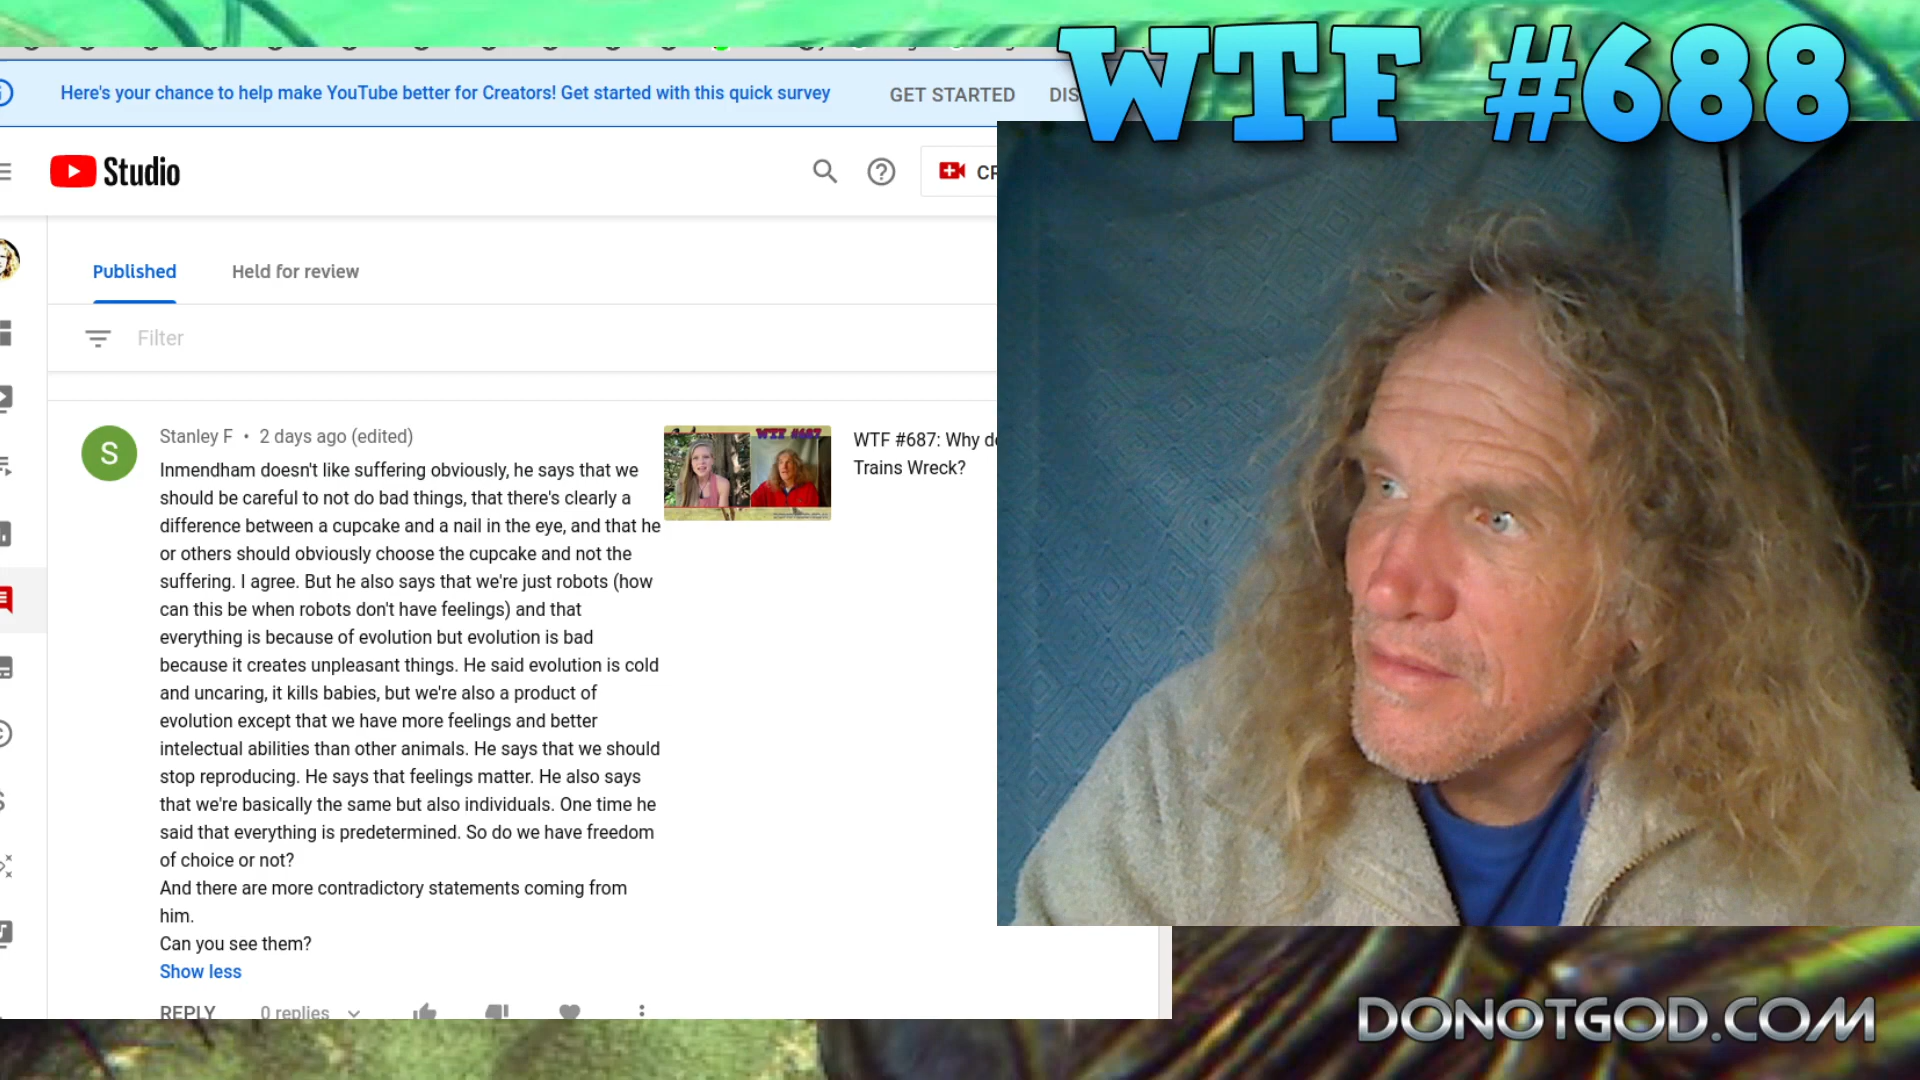 WTF #688
Here's your chance to help make YouTube better for Creators! Get started with this quick survey
GET STARTED
DIS
Studio
CR
Published
Held for review
Filter
S
Stanley F • 2 days ago (edited)
Inmendham doesn't like suffering obviously, he says that we
should be careful to not do bad things, that there's clearly a
difference between a cupcake and a nail in the eye, and that he
or others should obviously choose the cupcake and not the
suffering. I agree. But he also says that we're just robots (how
can this be when robots don't have feelings) and that
everything is because of evolution but evolution is bad
because it creates unpleasant things. He said evolution is cold
and uncaring, it kills babies, but we're also a product of
evolution except that we have more feelings and better
intelectual abilities than other animals. He says that we should
stop reproducing. He says that feelings matter. He also says
that we're basically the same but also individuals. One time he
said that everything is predetermined. So do we have freedom
of choice or not?
And there are more contradictory statements coming from
him.
Can you see them?
Show less
REPLY
0 replies
WTF #687
WTF #687: Why do
Trains Wreck?
DONOTGOD.COM